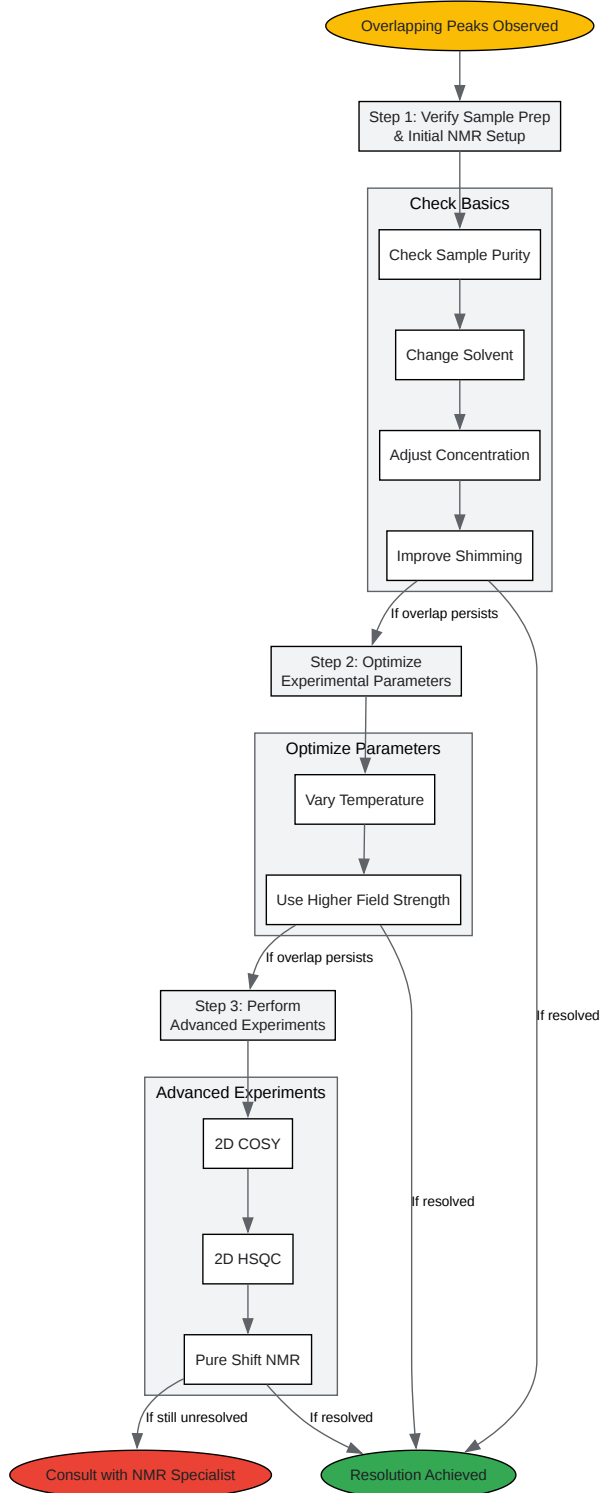 Overlapping Peaks Observed
Step 1: Verify Sample Prep
& Initial NMR Setup
Check Basics
Check Sample Purity
Change Solvent
Adjust Concentration
Improve Shimming
If overlap persists
Step 2: Optimize
Experimental Parameters
Optimize Parameters
Vary Temperature
Use Higher Field Strength
If overlap persists
Step 3: Perform
Advanced Experiments
If resolved
Advanced Experiments
2D COSY
If resolved
2D HSQC
Pure Shift NMR
If still unresolved
If resolved
Consult with NMR Specialist
Resolution Achieved